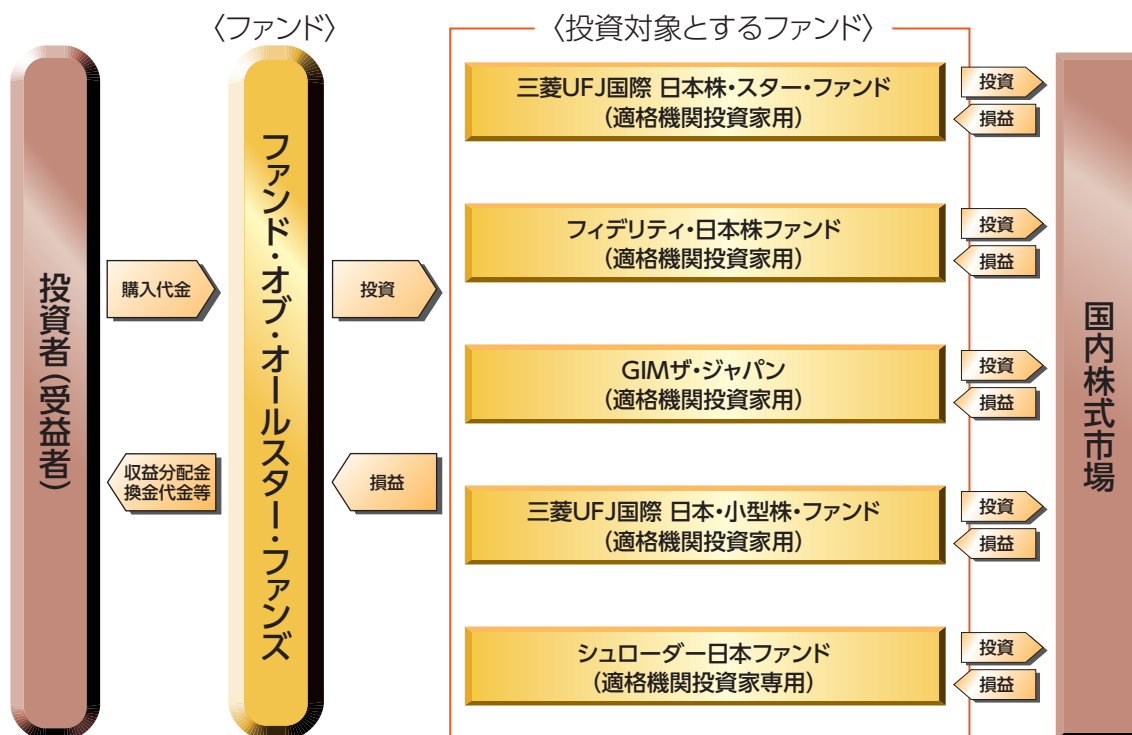 〈ファンド〉
〈投資対象とするファンド〉
投資者(受益者)
購入代金
収益分配金
換金代金等
ファンド・オブ・オールスター・ファンズ
投資
損益
三菱UFJ国際 日本株・スター・ファンド
(適格機関投資家用)
投資
損益
フィデリティ・日本株ファンド
(適格機関投資家用)
投資
損益
GIMザ・ジャパン
(適格機関投資家用)
投資
損益
三菱UFJ国際 日本・小型株・ファンド
(適格機関投資家用)
投資
損益
シュローダー日本ファンド
(適格機関投資家専用)
投資
損益
国内株式市場